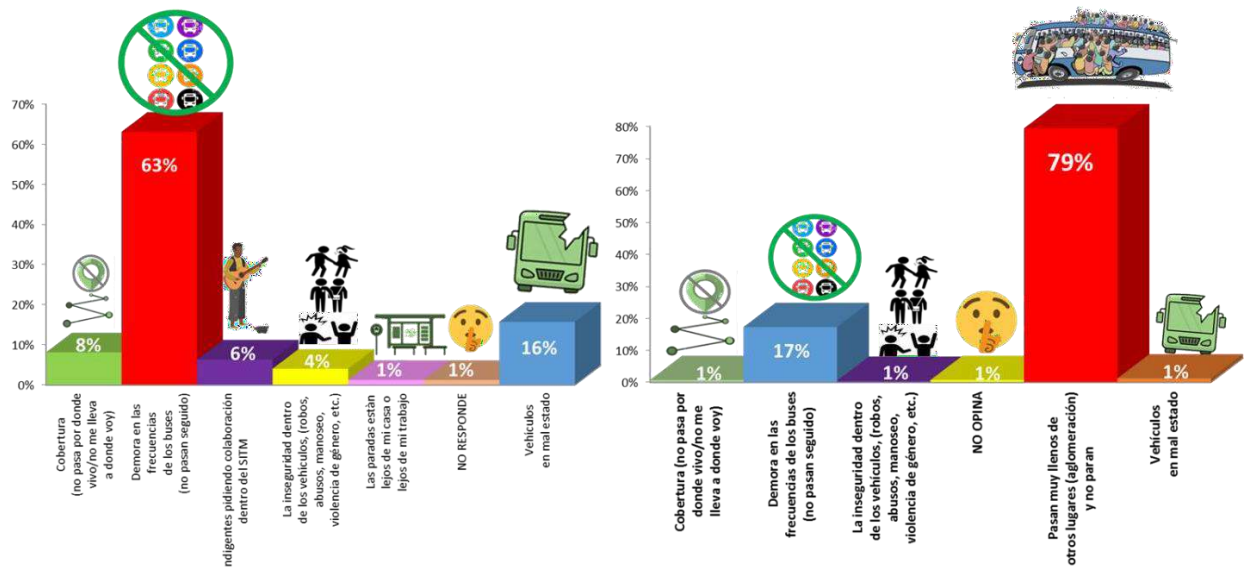 70%
60%
50%
40%
30%
20%
10%
0%
8%
63%
6%
4%
1%
1%
16%
Cobertura
(no pasa por donde
vivo/no me lleva
a donde voy)
Demora en las
frecuencias
de los buses
(no pasan seguido)
ndigentes pidiendo colaboración
dentro del SITM
La inseguridad dentro
de los vehículos, (robos,
abusos, manoseo,
violencia de género, etc.)
Las paradas están
lejos de mi casa o
lejos de mi trabajo
NO RESPONDE
Vehículos
en mal estado
80%
70%
60%
50%
40%
30%
20%
10%
0%
1%
17%
1%
1%
79%
1%
Cobertura (no pasa por
donde vivo/no me
lleva a donde voy)
Demora en las
frecuencias de los buses
(no pasan seguido)
La inseguridad dentro
de los vehículos, (robos,
abusos, manoseo,
violencia de género, etc.)
NO OPINA
Pasan muy llenos de
otros lugares (aglomeración)
y no paran
Vehículos
en mal estado